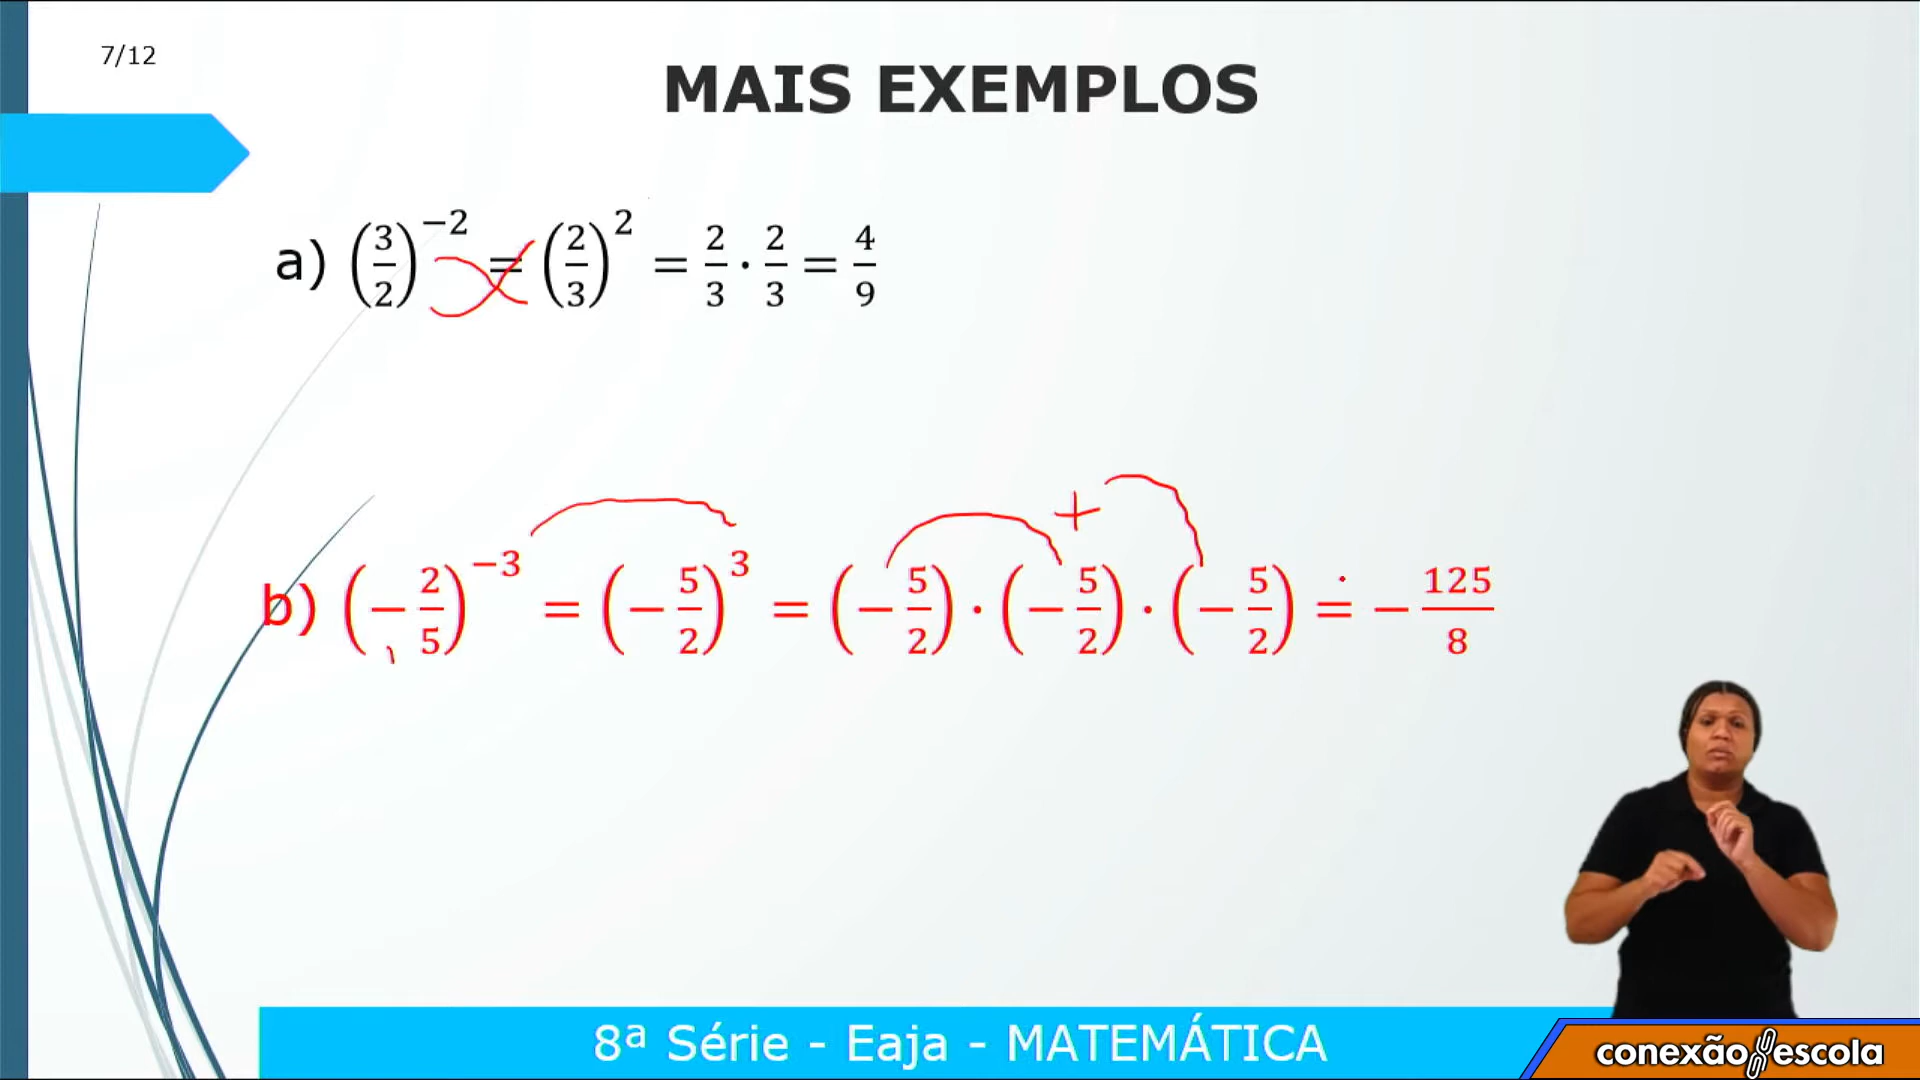 7/12
MAIS EXEMPLOS
a) (3/2)^−2 = (2/3)^2 = 2/3 · 2/3 = 4/9
+
b) (− 2/5)^−3 = (− 5/2)^3 = (− 5/2) · (− 5/2) · (− 5/2) = − 125/8
8ª Série - Eaja - MATEMÁTICA
conexão escola